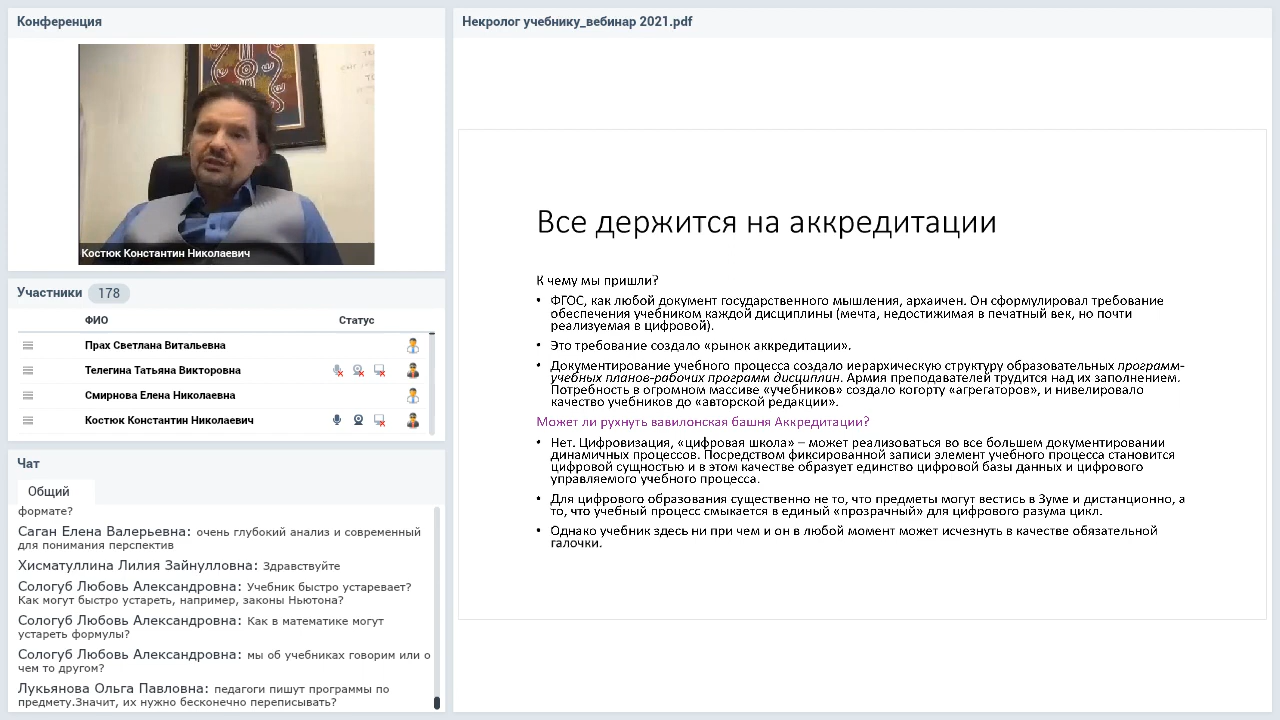 Конференция
Костюк Константин Николаевич
Участники 178
ФИО Статус
Прах Светлана Витальевна
Телегина Татьяна Викторовна
Смирнова Елена Николаевна
Костюк Константин Николаевич
Чат
Общий
формате?
Саган Елена Валерьевна: очень глубкий анализ и современный
для понимания перспектив
Хисматуллина Лилия Зайнулловна: Здравствуйте
Сологуб Любовь Александровна: Учебник быстро устаревает?
Как могут быстро устареть, например, законы Ньютона?
Сологуб Любовь Александровна: Как в математике могут
устареть формулы?
Сологуб Любовь Александровна: мы об учебниках говорим или о
чем то другом?
Лукьянова Ольга Павловна: педагоги пишут программы по
предмету.Значит, их нужно бесконечно переписывать?
Некролог учебнику_вебинар 2021.pdf
Все держится на аккредитации
К чему мы пришли?
• ФГОС, как любой документ государственного мышления, архаичен. Он сформулировал требование
обеспечения учебником каждой дисциплины (мечта, недостижимая в печатный век, но почти
реализуемая в цифровой).
• Это требование создало «рынок аккредитации».
• Документирование учебного процесса создало иерархическую структуру образовательных программ-
учебных планов-рабочих программ дисциплин. Армия преподавателей трудится над их заполнением.
Потребность в огромном массиве «учебников» создало когорту «агрегаторов», и нивелировало
качество учебников до «авторской редакции».
Может ли рухнуть вавилонская башня Аккредитации?
• Нет. Цифровизация, «цифровая школа» – может реализоваться во все большем документировании
динамичных процессов. Посредством фиксированной записи элемент учебного процесса становится
цифровой сущностью и в этом качестве образует единство цифровой базы данных и цифрового
управляемого учебного процесса.
• Для цифрового образования существенно не то, что предметы могут вестись в Зуме и дистанционно, а
то, что учебный процесс смыкается в единый «прозрачный» для цифрового разума цикл.
• Однако учебник здесь ни при чем и он в любой момент может исчезнуть в качестве обязательной
галочки.